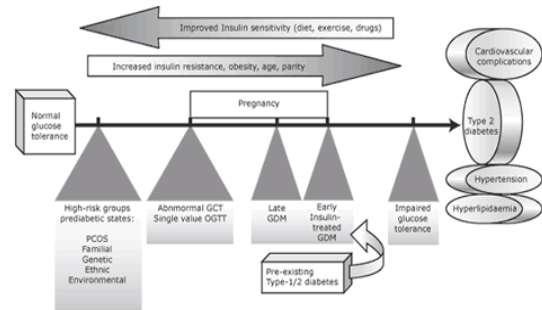 Improved Insulin sensitivity (diet, exercise, drugs)
Increased insulin resistance, obesity, age, parity
Cardiovascular
complications
Pregnancy
Normal
glucose
tolerance
Type 2
diabetes
Hypertension
Hyperlipidaemia
High-risk groups
prediabetic states:
PCOS
Familial
Genetic
Ethnic
Environmental
Abnmormal GCT
Single value OGTT
Late
GDM
Early
Insulin-
treated
GDM
Impaired
glucose
tolerance
Pre-existing
Type-1/2 diabetes